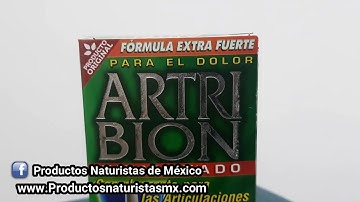 PRODUCTO ORIGINAL
FÓRMULA EXTRA FUERTE
PARA EL DOLOR
ARTRI
BION
ADO
Productos Naturistas de México
www.Productosnaturistasmx.com
las Articulaciones